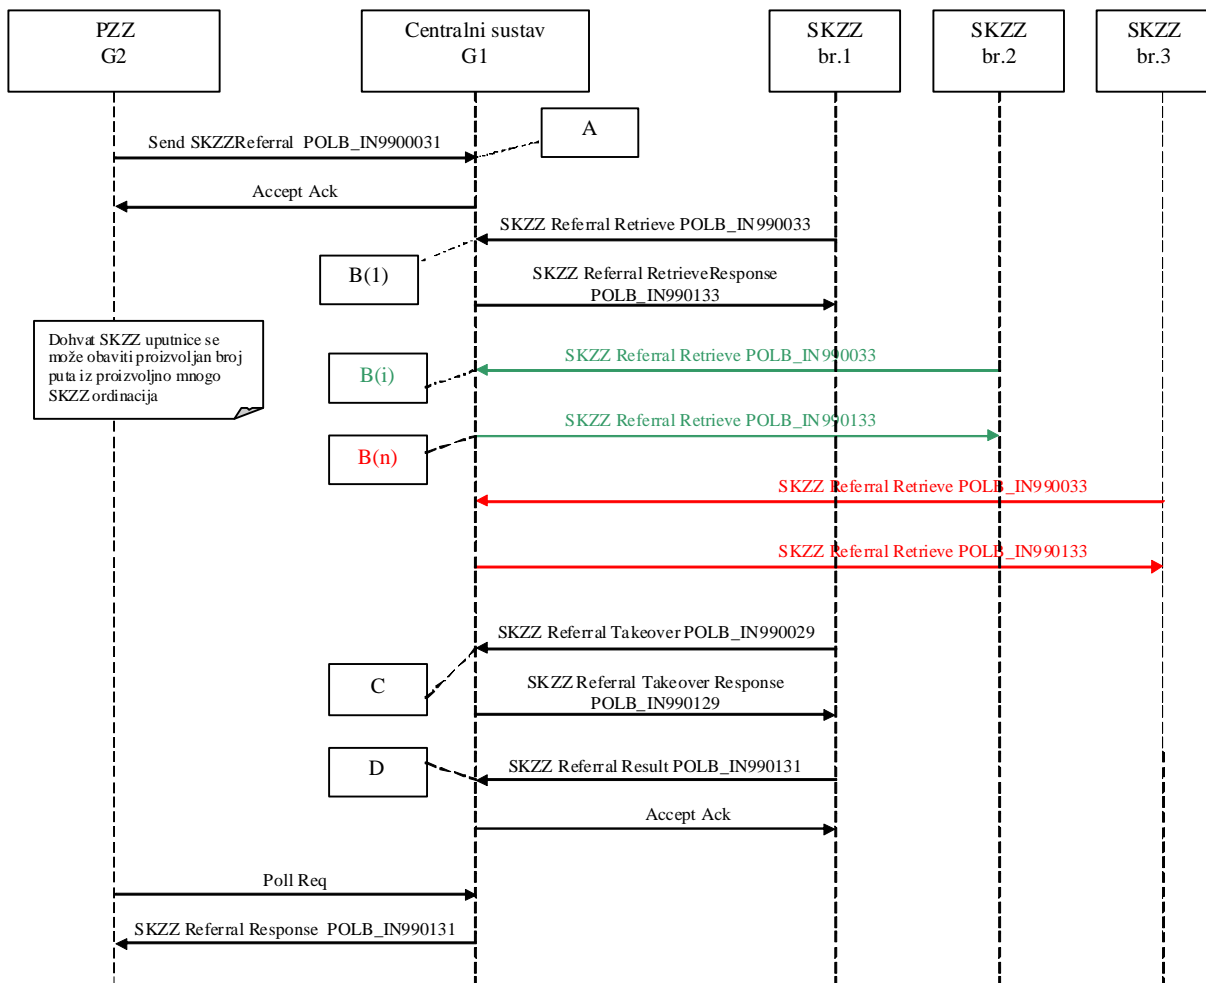 PZZ
G2
Centralni sustav
G1
SKZZ
br.1
SKZZ
br.2
SKZZ
br.3
Send SKZZReferral POLB_IN9900031
A
Accept Ack
SKZZ Referral Retrieve POLB_IN990033
B(1)
SKZZ Referral RetrieveResponse
POLB_IN990133
Dohvat SKZZ uputnice se
može obaviti proizvoljan broj
puta iz proizvoljno mnogo
SKZZ ordinacija
SKZZ Referral Retrieve POLB_IN990033
B(i)
SKZZ Referral Retrieve POLB_IN990133
B(n)
SKZZ Referral Retrieve POLB_IN990033
SKZZ Referral Retrieve POLB_IN990133
SKZZ Referral Takeover POLB_IN990029
C
SKZZ Referral Takeover Response
POLB_IN990129
D
SKZZ Referral Result POLB_IN990131
Accept Ack
Poll Req
SKZZ Referral Response POLB_IN990131